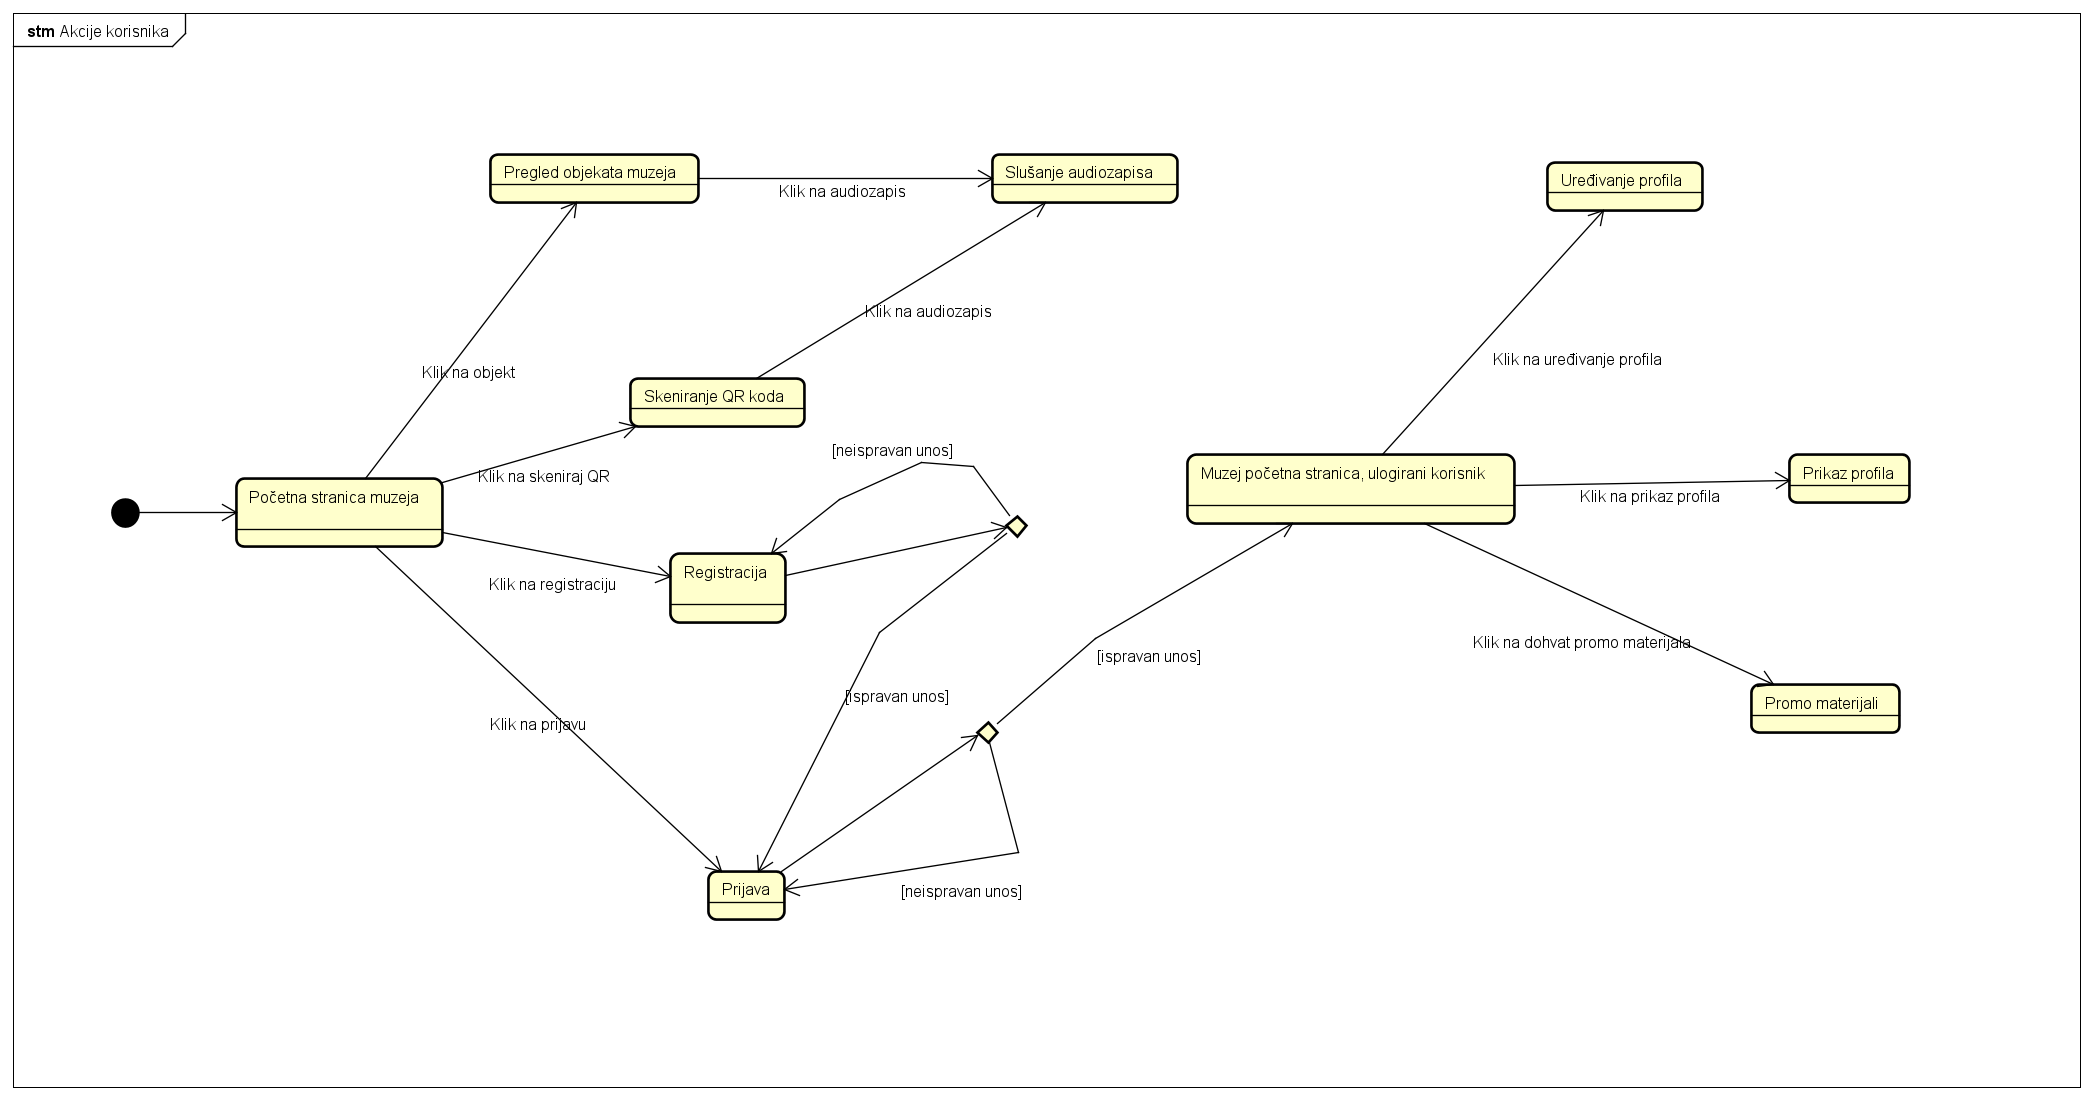 stm Akcije korisnika
Pregled objekata muzeja
Klik na audiozapis
Slušanje audiozapisa
Uređivanje profila
Klik na audiozapis
Klik na objekt
Klik na uređivanje profila
Skeniranje QR koda
[neispravan unos]
Klik na skeniraj QR
Početna stranica muzeja
Muzej početna stranica, ulogirani korisnik
Prikaz profila
Klik na prikaz profila
Registracija
Klik na registraciju
Klik na dohvat promo materijala
[ispravan unos]
[ispravan unos]
Promo materijali
Klik na prijavu
Prijava
[neispravan unos]